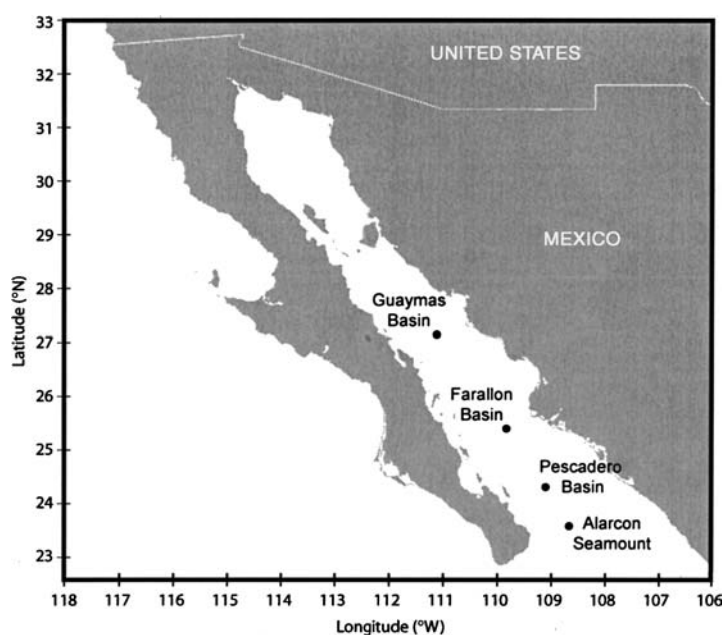 33
32
31
30
29
28
27
26
25
24
23
Latitude (°N)
UNITED STATES
MEXICO
Guaymas
Basin
Farallon
Basin
Pescadero
Basin
Alarcon
Seamount
118 117 116 115 114 113 112 111 110 109 108 107 106
Longitude (°W)